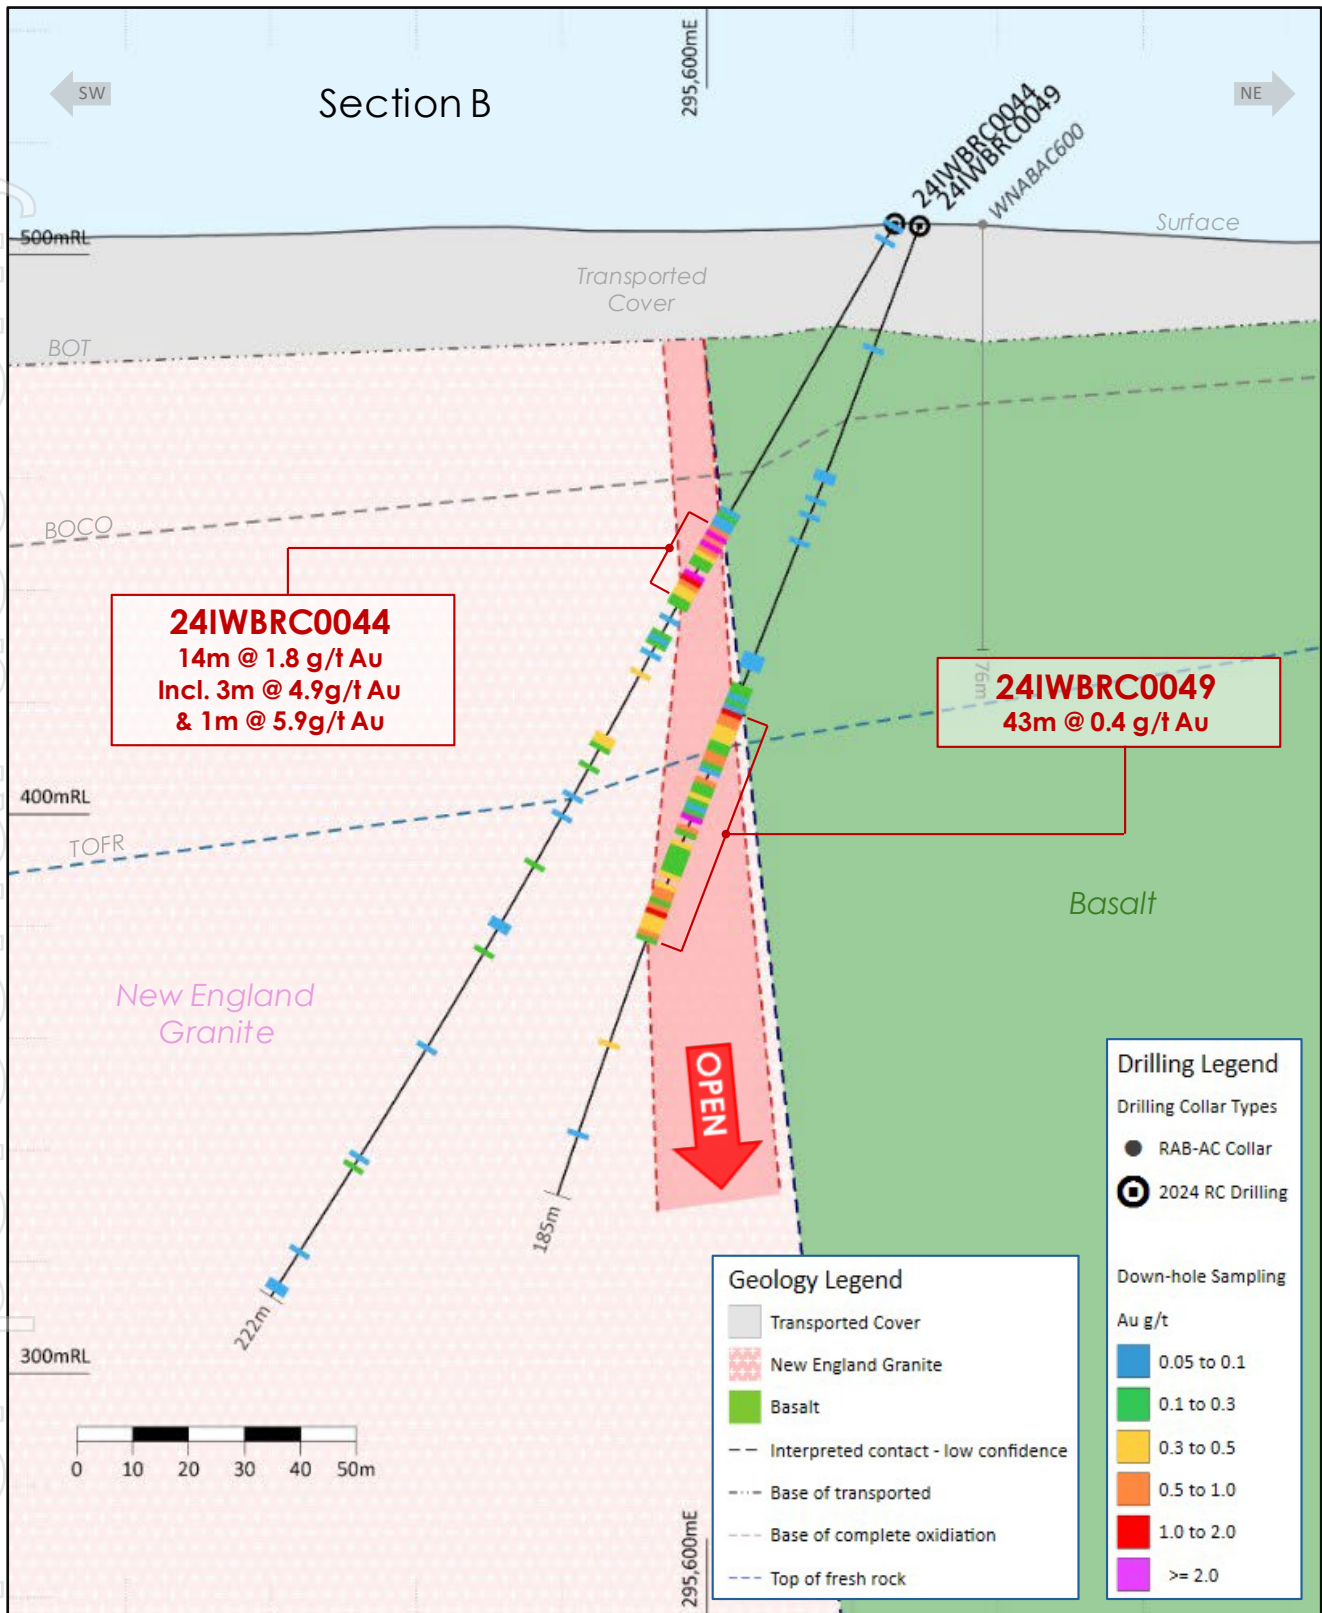 295,600mE
SW
Section B
NE
24IWBRC0044
24IWBRC0049
WNABAC600
500mRL
Surface
Transported
Cover
BOT
BOCO
24IWBRC0044
14m @ 1.8 g/t Au
Incl. 3m @ 4.9g/t Au
& 1m @ 5.9g/t Au
76m
24IWBRC0049
43m @ 0.4 g/t Au
400mRL
TOFR
Basalt
New England
Granite
OPEN
185m
222m
300mRL
0 10 20 30 40 50m
295,600mE
Geology Legend
Transported Cover
New England Granite
Basalt
Interpreted contact - low confidence
Base of transported
Base of complete oxidiation
Top of fresh rock
Drilling Legend
Drilling Collar Types
RAB-AC Collar
2024 RC Drilling
Down-hole Sampling
Au g/t
0.05 to 0.1
0.1 to 0.3
0.3 to 0.5
0.5 to 1.0
1.0 to 2.0
>= 2.0